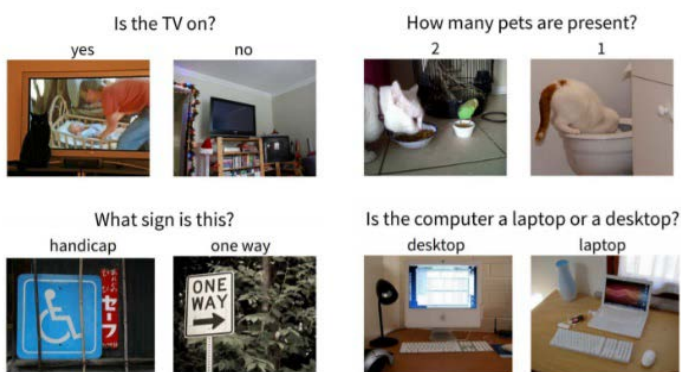 Is the TV on?
yes
no
How many pets are present?
2
1
What sign is this?
handicap
one way
セーフ
ONE
WAY
Is the computer a laptop or a desktop?
desktop
laptop